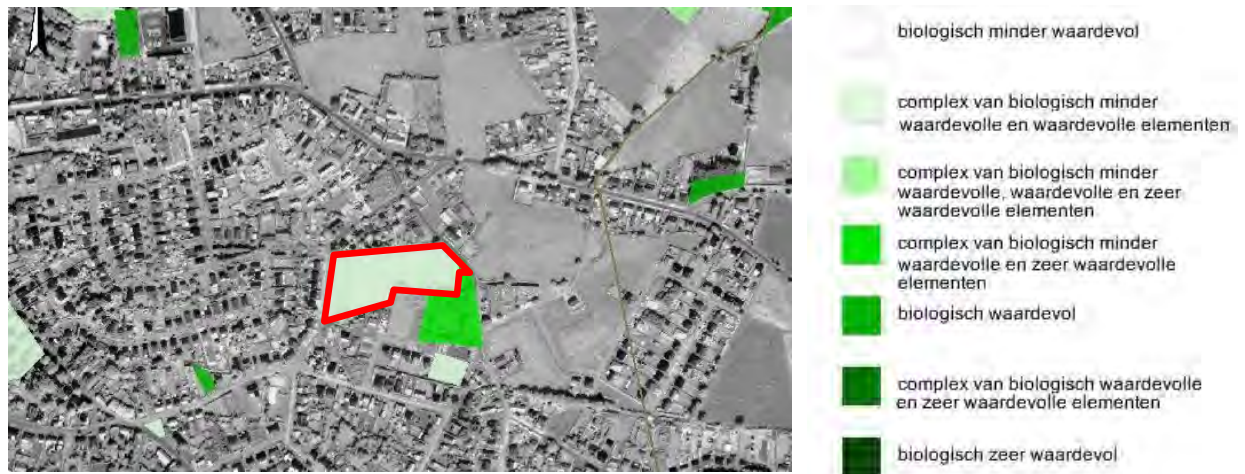 biologisch minder waardevol
complex van biologisch minder
waardevolle en waardevolle elementen
complex van biologisch minder
waardevolle, waardevolle en zeer
waardevolle elementen
complex van biologisch minder
waardevolle en zeer waardevolle
elementen
biologisch waardevol
complex van biologisch waardevolle
en zeer waardevolle elementen
biologisch zeer waardevol